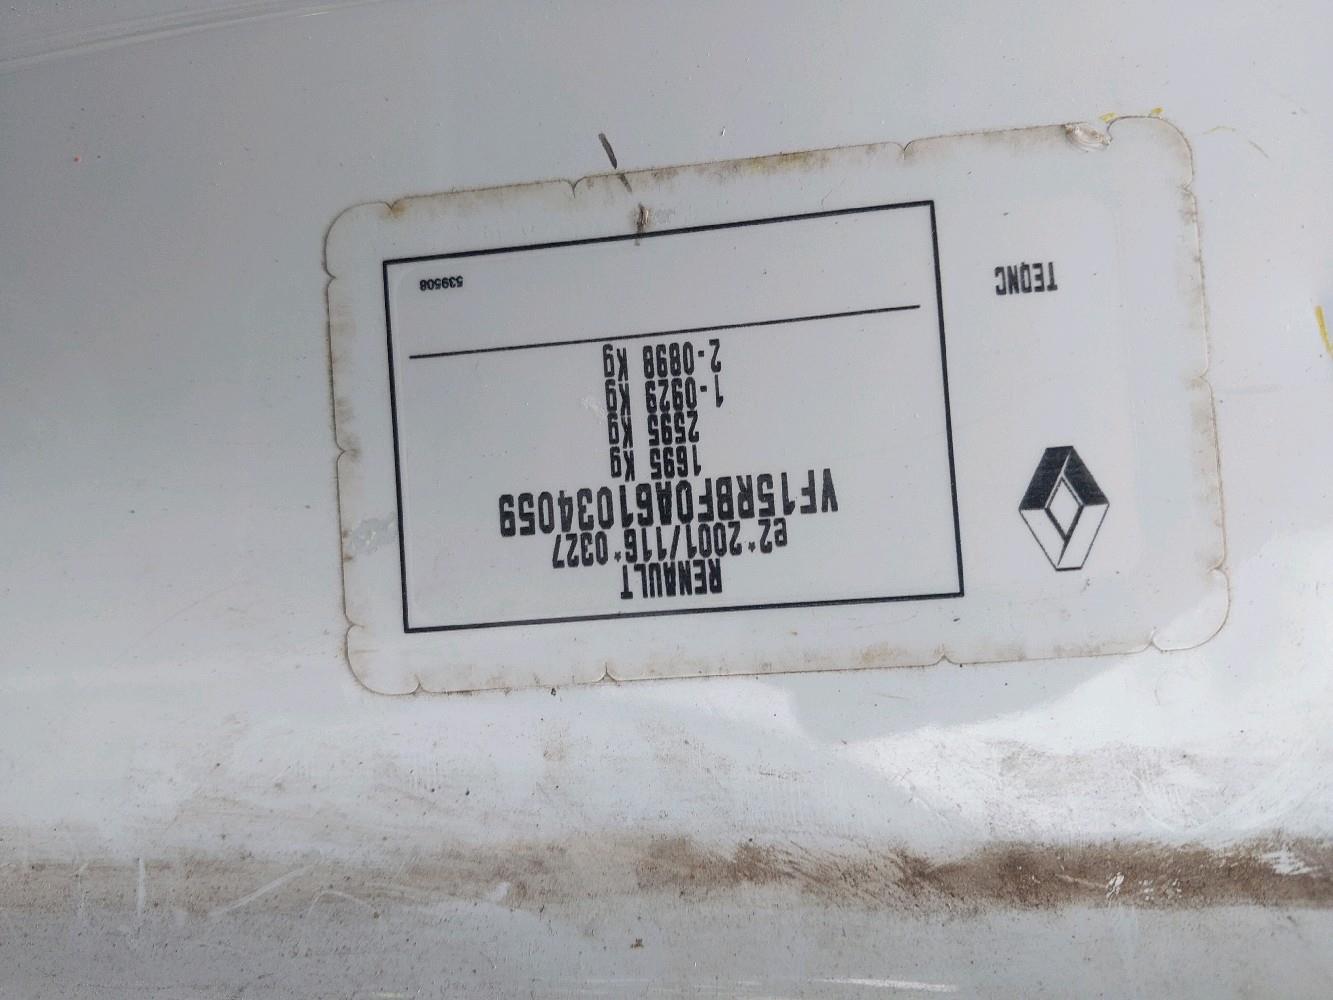 TEQNC
RENAULT
e2*2001/116*0327
VF15RBF0A61034059
1695 Kg
2595 Kg
1-0929 Kg
2-0898 Kg
539508